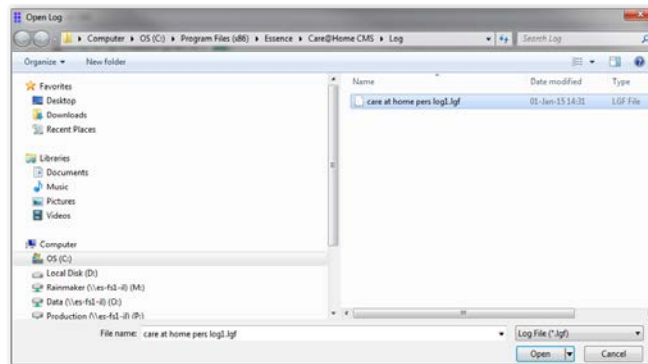 Open Log
Computer ▸ OS (C:) ▸ Program Files (x86) ▸ Essence ▸ Care@Home CMS ▸ Log
Search Log
Organize
New folder
Name
Date modified
Type
care at home pers log1.lgf
01-Jan-15 14:31
LGF File
Favorites
Desktop
Downloads
Recent Places
Libraries
Documents
Music
Pictures
Videos
Computer
OS (C:)
Local Disk (D:)
Rainmaker (\\es-fs1-il) (M:)
Data (\\es-fs1-il) (O:)
Production (\\es-fs1-il) (P:)
File name: care at home pers log1.lgf
Log File (*.lgf)
Open
Cancel